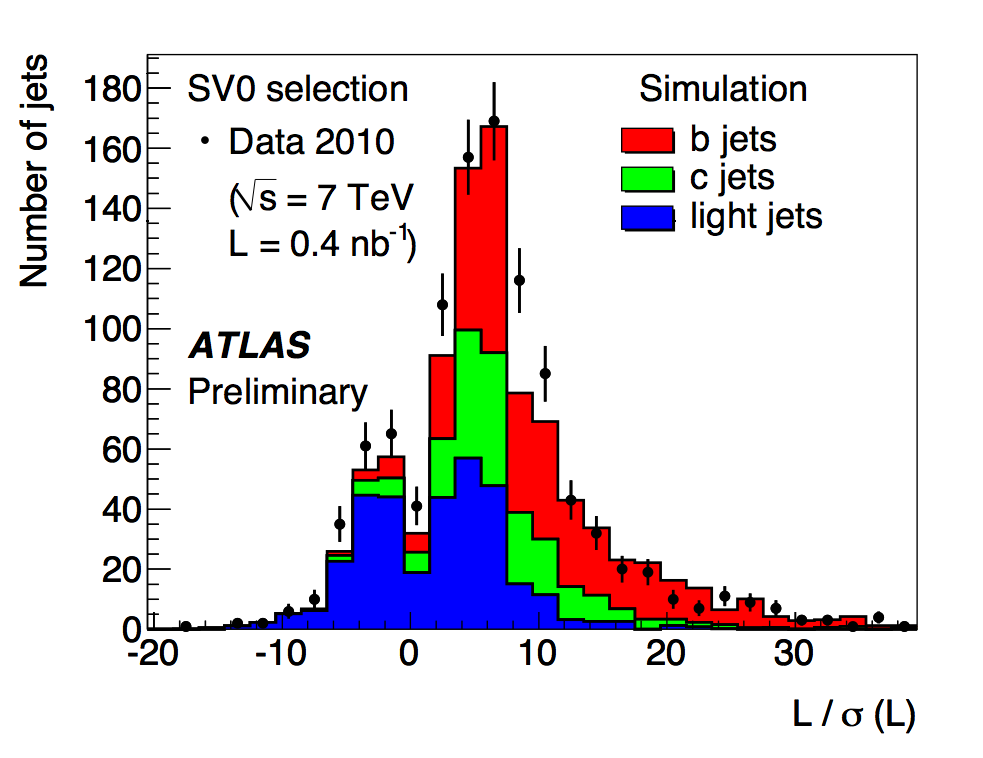 Number of jets
180
160
140
120
100
80
60
40
20
0
SV0 selection
• Data 2010
(√s = 7 TeV
L = 0.4 nb⁻¹)
ATLAS
Preliminary
Simulation
b jets
c jets
light jets
-20 -10 0 10 20 30
L / σ (L)